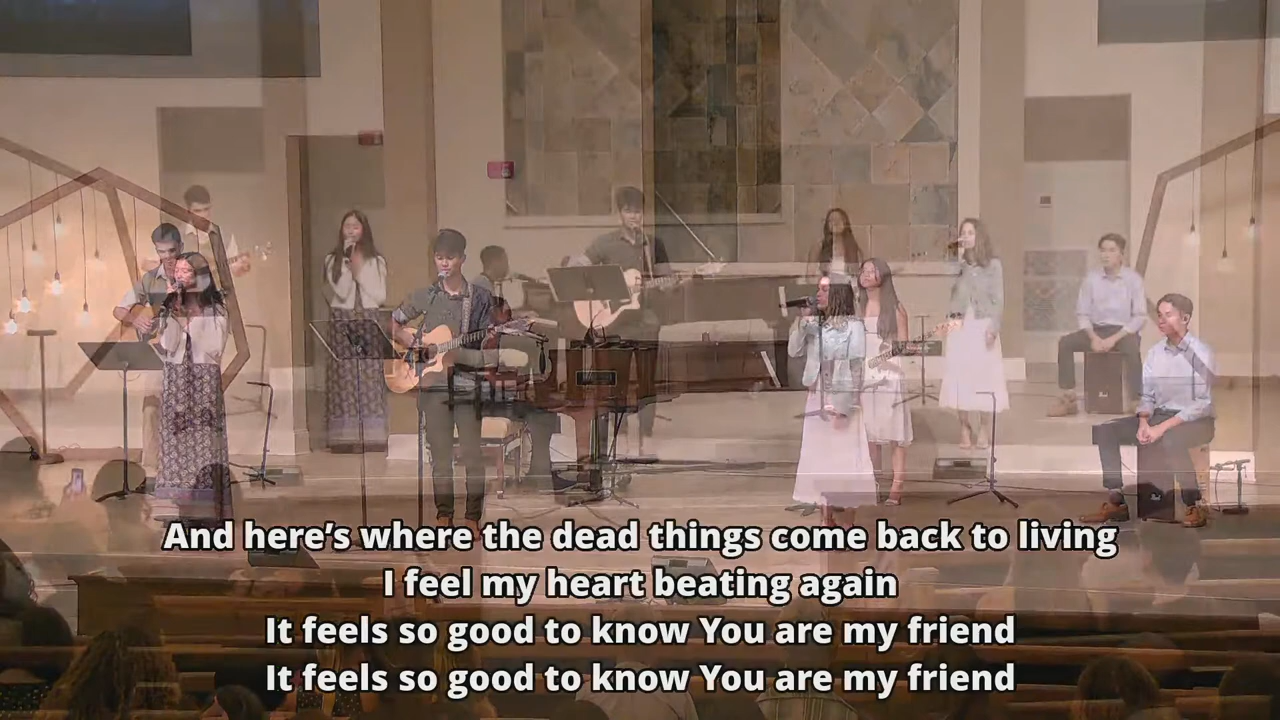 And here’s where the dead things come back to living
I feel my heart beating again
It feels so good to know You are my friend
It feels so good to know You are my friend